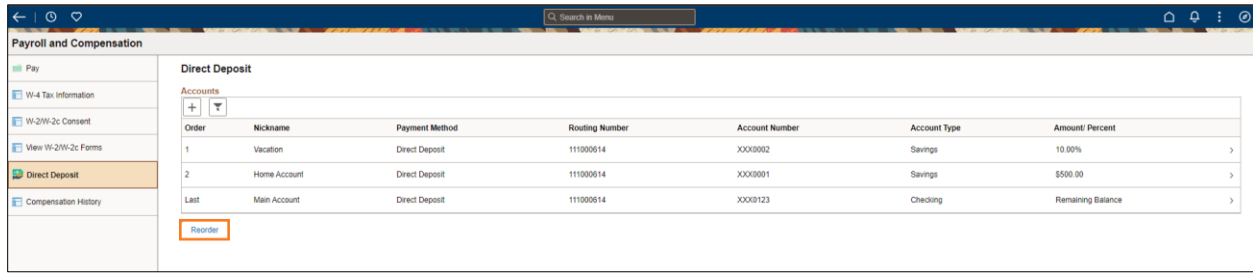 Search in Menu
Payroll and Compensation
Pay
W-4 Tax Information
W-2/W-2c Consent
View W-2/W-2c Forms
Direct Deposit
Compensation History
Direct Deposit
Accounts
Order Nickname Payment Method Routing Number Account Number Account Type Amount/ Percent
1 Vacation Direct Deposit 111000614 XXX0002 Savings 10.00%
2 Home Account Direct Deposit 111000614 XXX0001 Savings $500.00
Last Main Account Direct Deposit 111000614 XXX0123 Checking Remaining Balance
Reorder